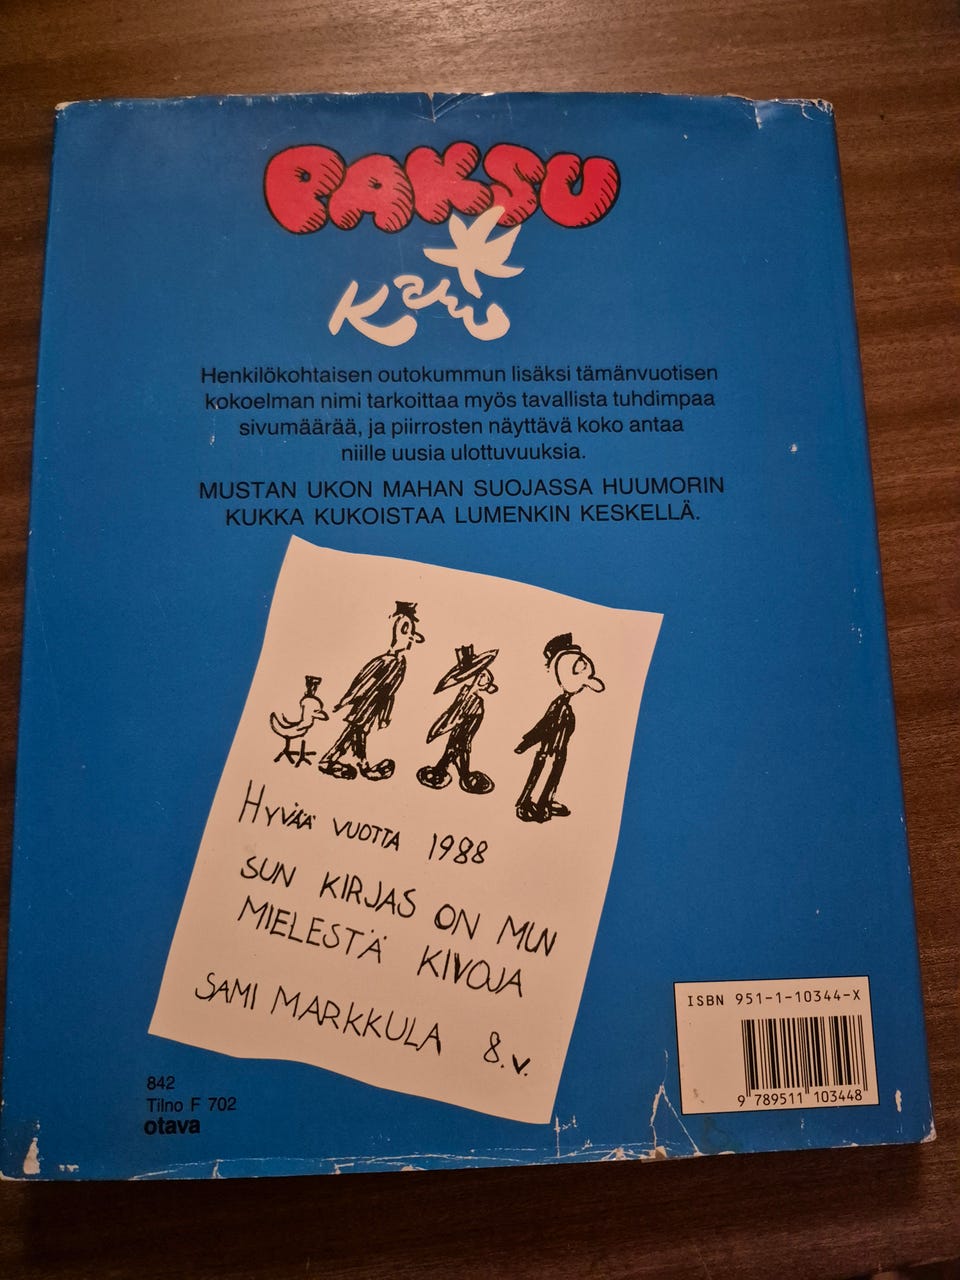 PAKSU
Kari
Henkilökohtaisen outokummun lisäksi tämänvuotisen
kokoelman nimi tarkoittaa myös tavallista tuhdimpaa
sivumäärää, ja piirrosten näyttävä koko antaa
niille uusia ulottuvuuksia.
MUSTAN UKON MAHAN SUOJASSA HUUMORIN
KUKKA KUKOISTAA LUMENKIN KESKELLÄ.
HYVÄÄ VUOTTA 1988
SUN KIRJAS ON MUN
MIELESTÄ KIVOJA
SAMI MARKKULA 8.v.
842
Tilno F 702
otava
ISBN 951-1-10344-X
9 789511 103448